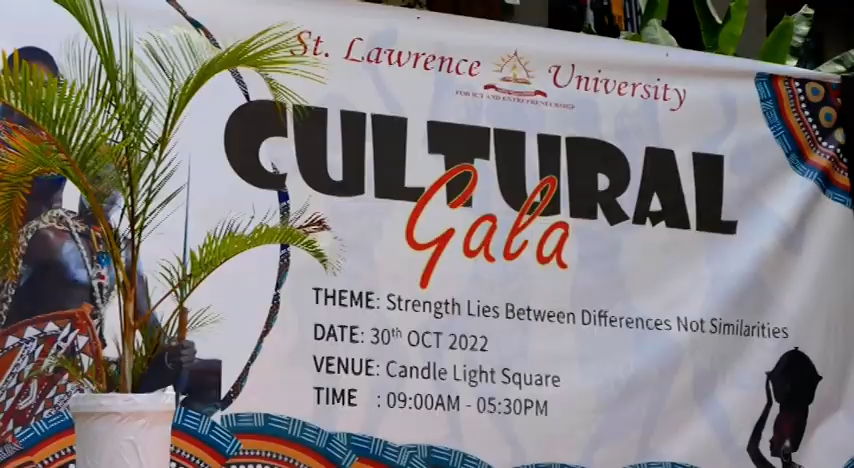 St. Lawrence University
FOR ICT AND ENTREPRENEURSHIP
CULTURAL
Gala
THEME: Strength Lies Between Differences Not Similarities
DATE: 30th OCT 2022
VENUE: Candle Light Square
TIME : 09:00AM - 05:30PM